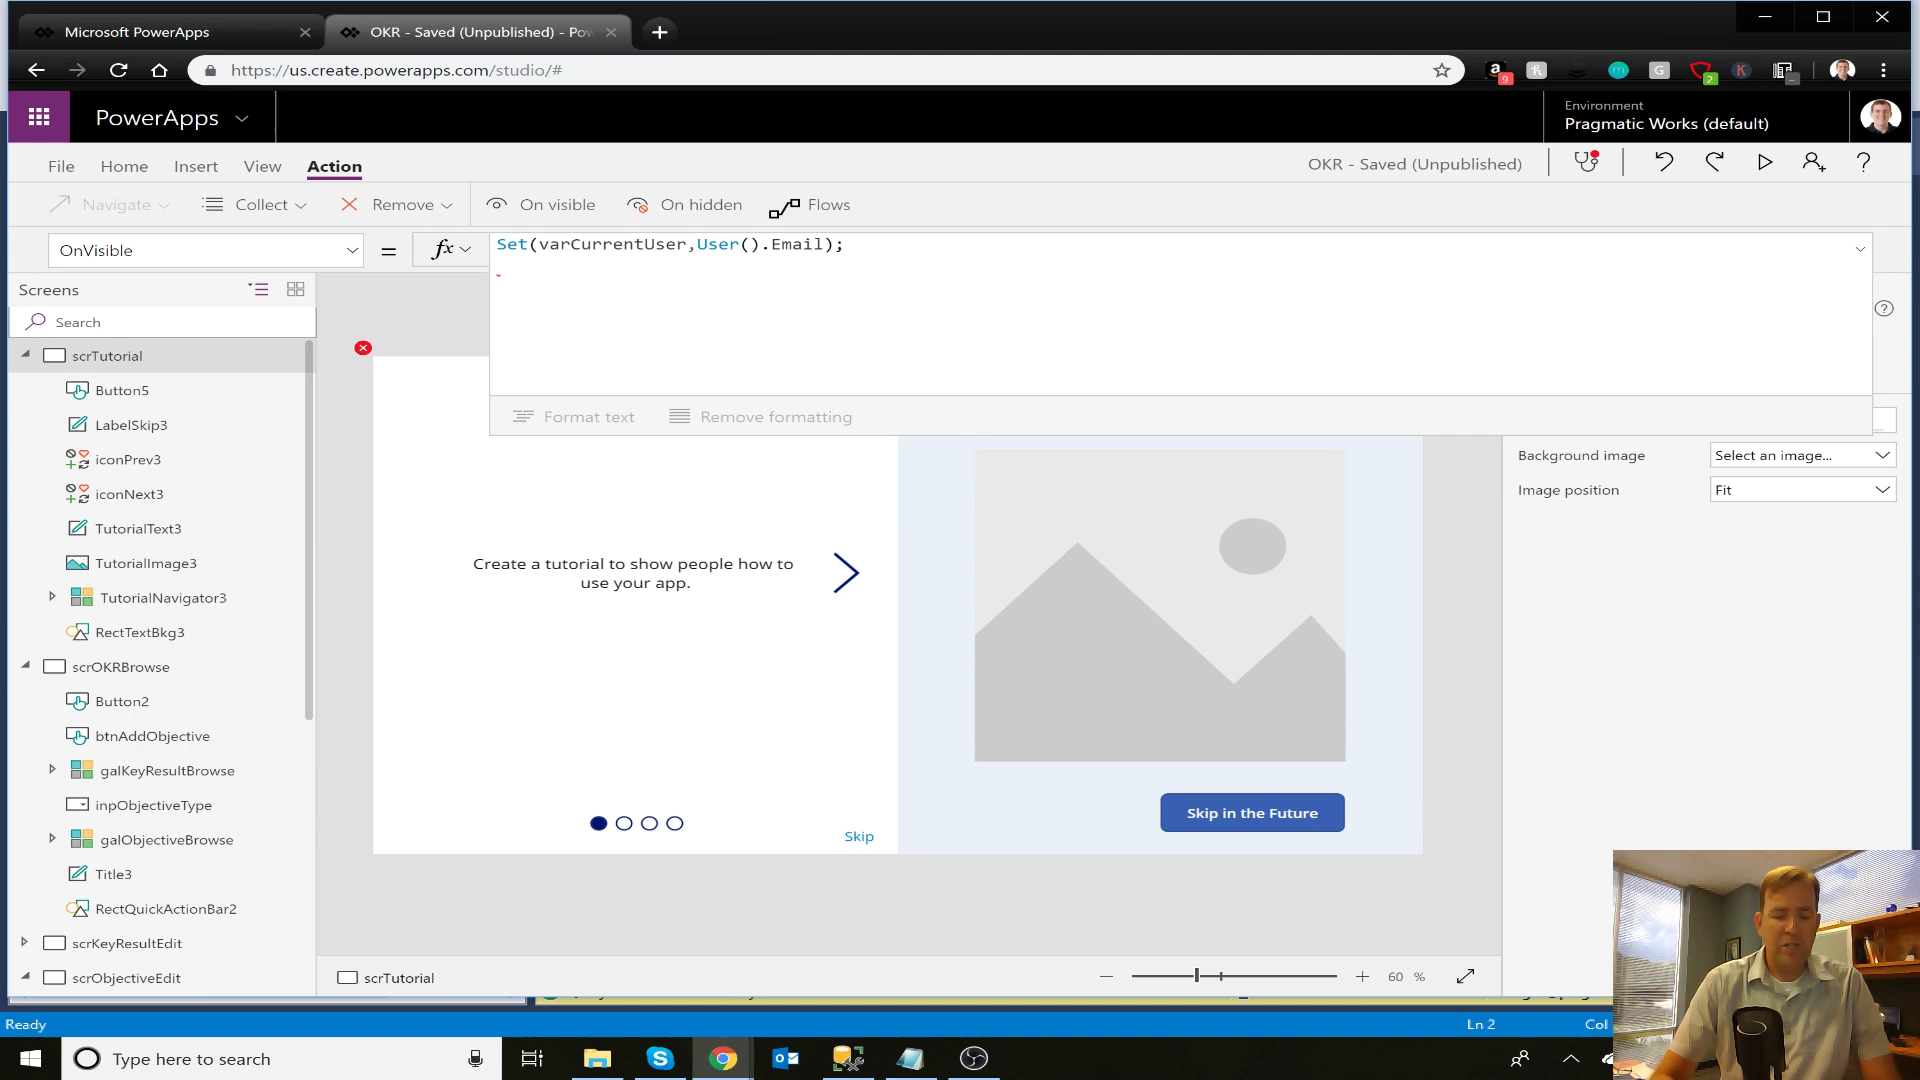 Microsoft PowerApps
OKR - Saved (Unpublished) - Pow
https://us.create.powerapps.com/studio/#
a
9
m
G
2
K
PowerApps
Environment
Pragmatic Works (default)
File
Home
Insert
View
Action
OKR - Saved (Unpublished)
?
Navigate
Collect
Remove
On visible
On hidden
Flows
OnVisible
=
fx
Set(varCurrentUser,User().Email);
Format text
Remove formatting
Screens
Search
scrTutorial
Button5
LabelSkip3
iconPrev3
iconNext3
TutorialText3
TutorialImage3
TutorialNavigator3
RectTextBkg3
scrOKRBrowse
Button2
btnAddObjective
galKeyResultBrowse
inpObjectiveType
galObjectiveBrowse
Title3
RectQuickActionBar2
scrKeyResultEdit
scrObjectiveEdit
Create a tutorial to show people how to
use your app.
Skip
Skip in the Future
Background image
Select an image...
Image position
Fit
scrTutorial
60 %
Ready
Ln 2
Col
Type here to search